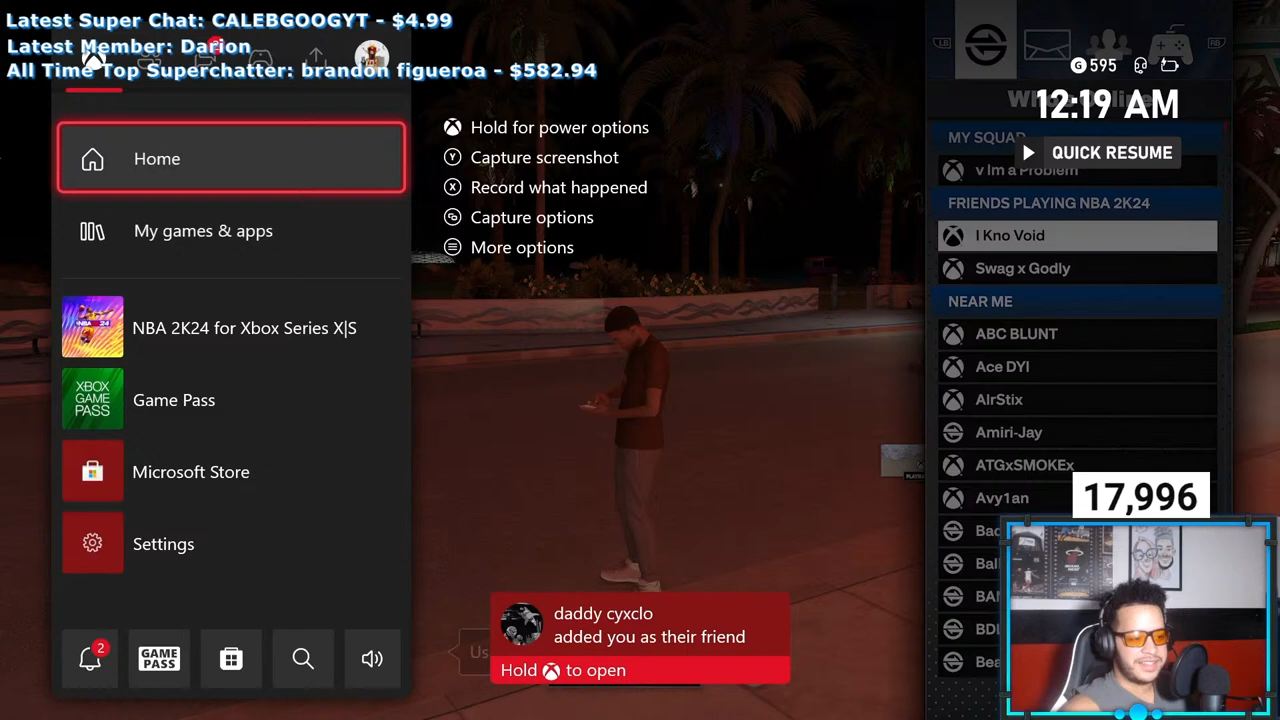 Latest Super Chat: CALEBGOOGYT - $4.99
Latest Member: Darion
All Time Top Superchatter: brandon figueroa - $582.94
Home
My games & apps
NBA 2K24 for Xbox Series X|S
XBOX GAME PASS
Game Pass
Microsoft Store
Settings
2
GAME PASS
Hold for power options
Y Capture screenshot
X Record what happened
Capture options
More options
daddy cyxclo
added you as their friend
Hold to open
LB
RB
G 595
12:19 AM
QUICK RESUME
MY SQUAD
v Im a Problem
FRIENDS PLAYING NBA 2K24
I Kno Void
Swag x Godly
NEAR ME
ABC BLUNT
Ace DYI
AIrStix
Amiri-Jay
ATGxSMOKEx
Avy1an
17,996